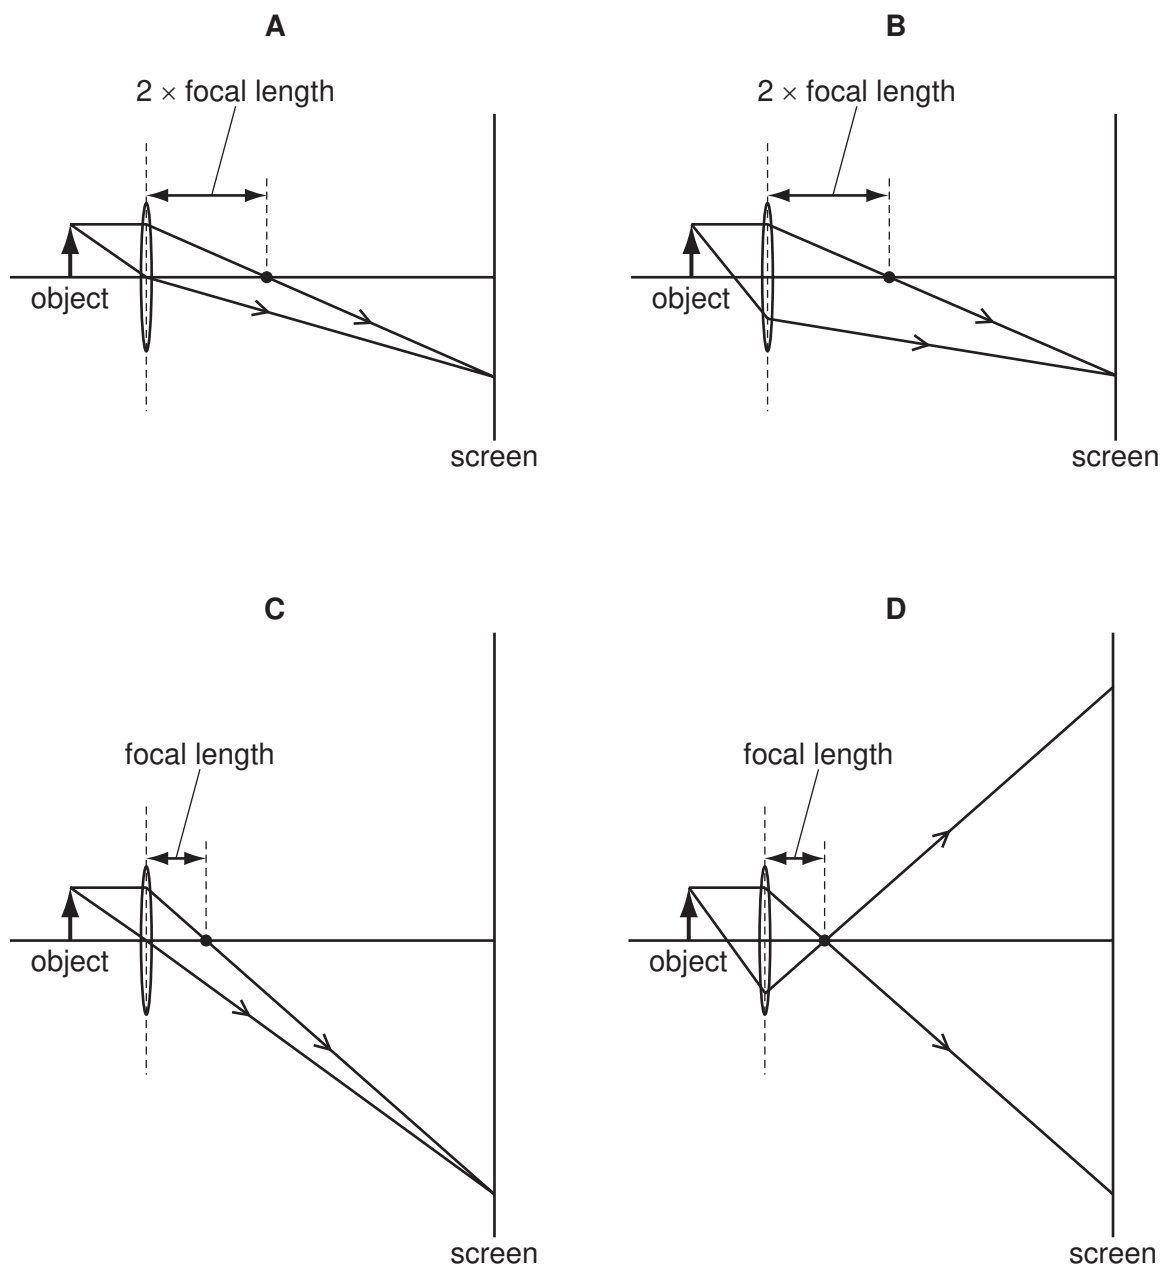 A
2 × focal length
object
screen
B
2 × focal length
object
screen
C
focal length
object
screen
D
focal length
object
screen